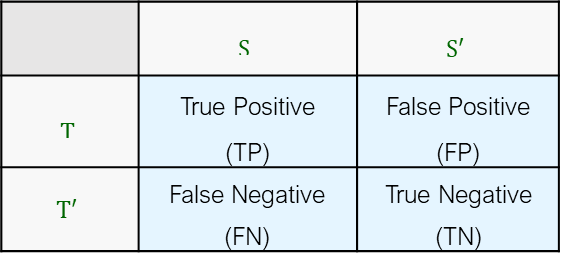 S S′
T True Positive False Positive
(TP) (FP)
T′ False Negative True Negative
(FN) (TN)